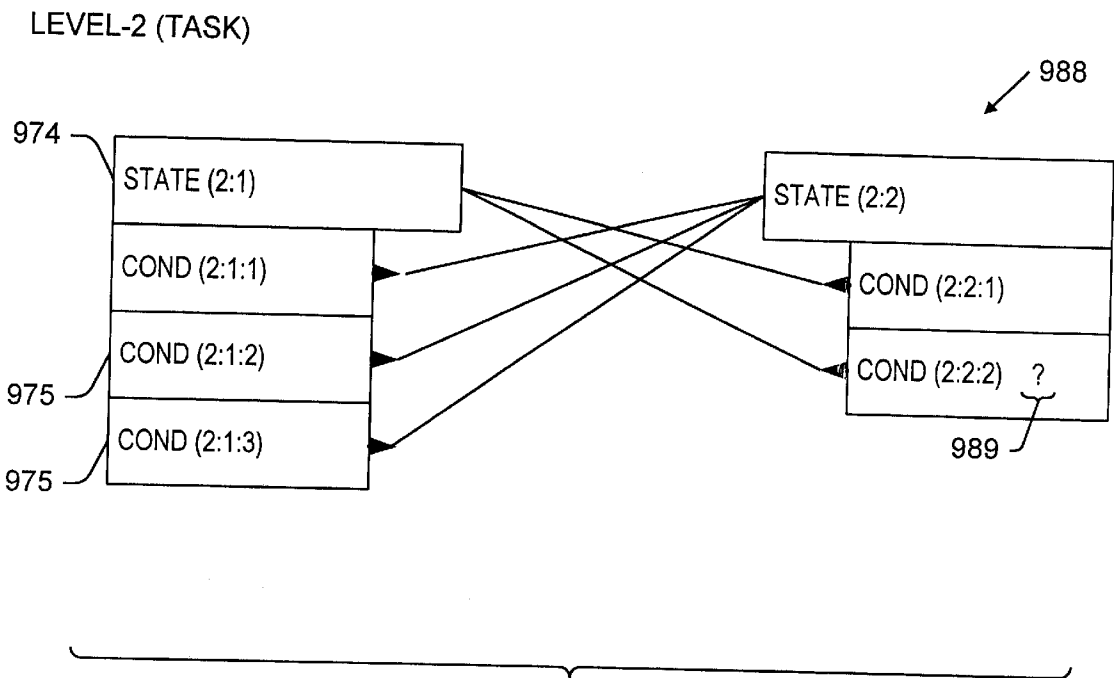 LEVEL-2 (TASK)
988
974
STATE (2:1)
STATE (2:2)
COND (2:1:1)
COND (2:2:1)
COND (2:1:2)
COND (2:2:2) ?
975
989
COND (2:1:3)
975